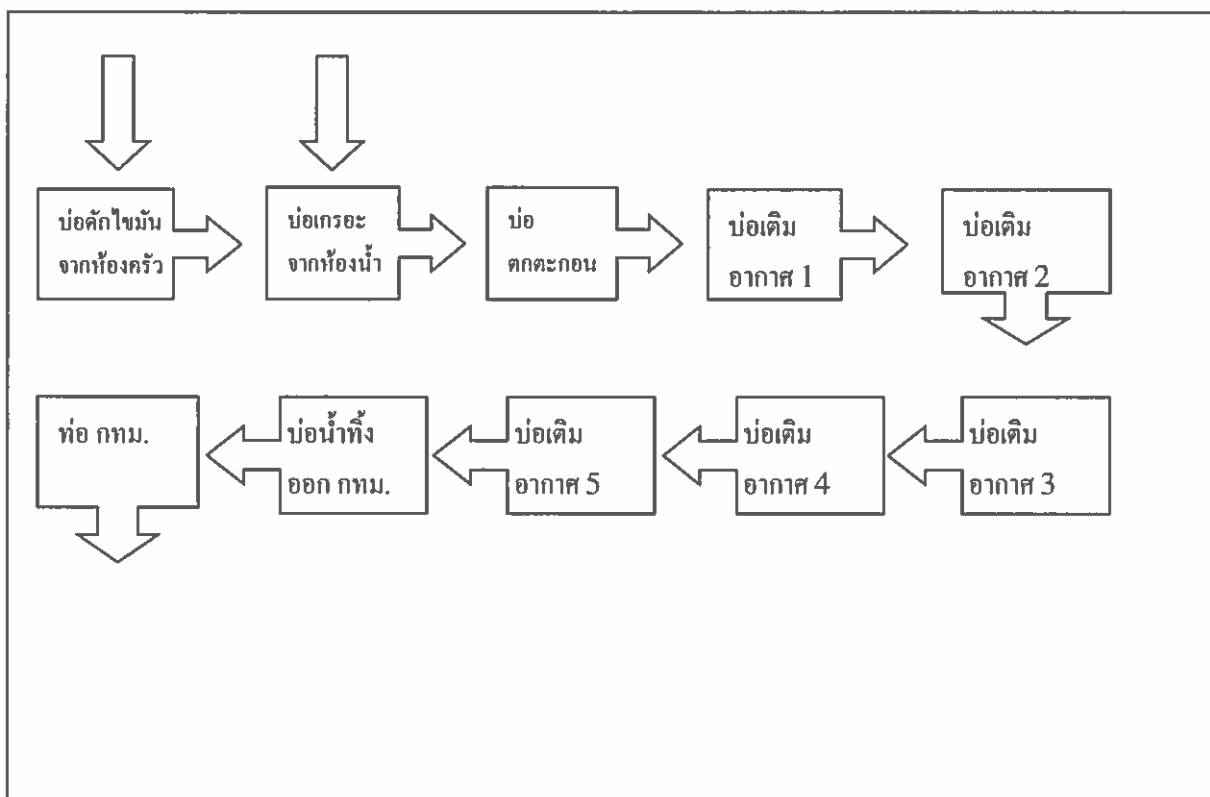 บ่อดักไขมัน
จากห้องครัว
บ่อเกรอะ
จากห้องน้ำ
บ่อ
ตกตะกอน
บ่อเติม
อากาศ 1
บ่อเติม
อากาศ 2
ท่อ กทม.
บ่อน้ำทิ้ง
ออก กทม.
บ่อเติม
อากาศ 5
บ่อเติม
อากาศ 4
บ่อเติม
อากาศ 3